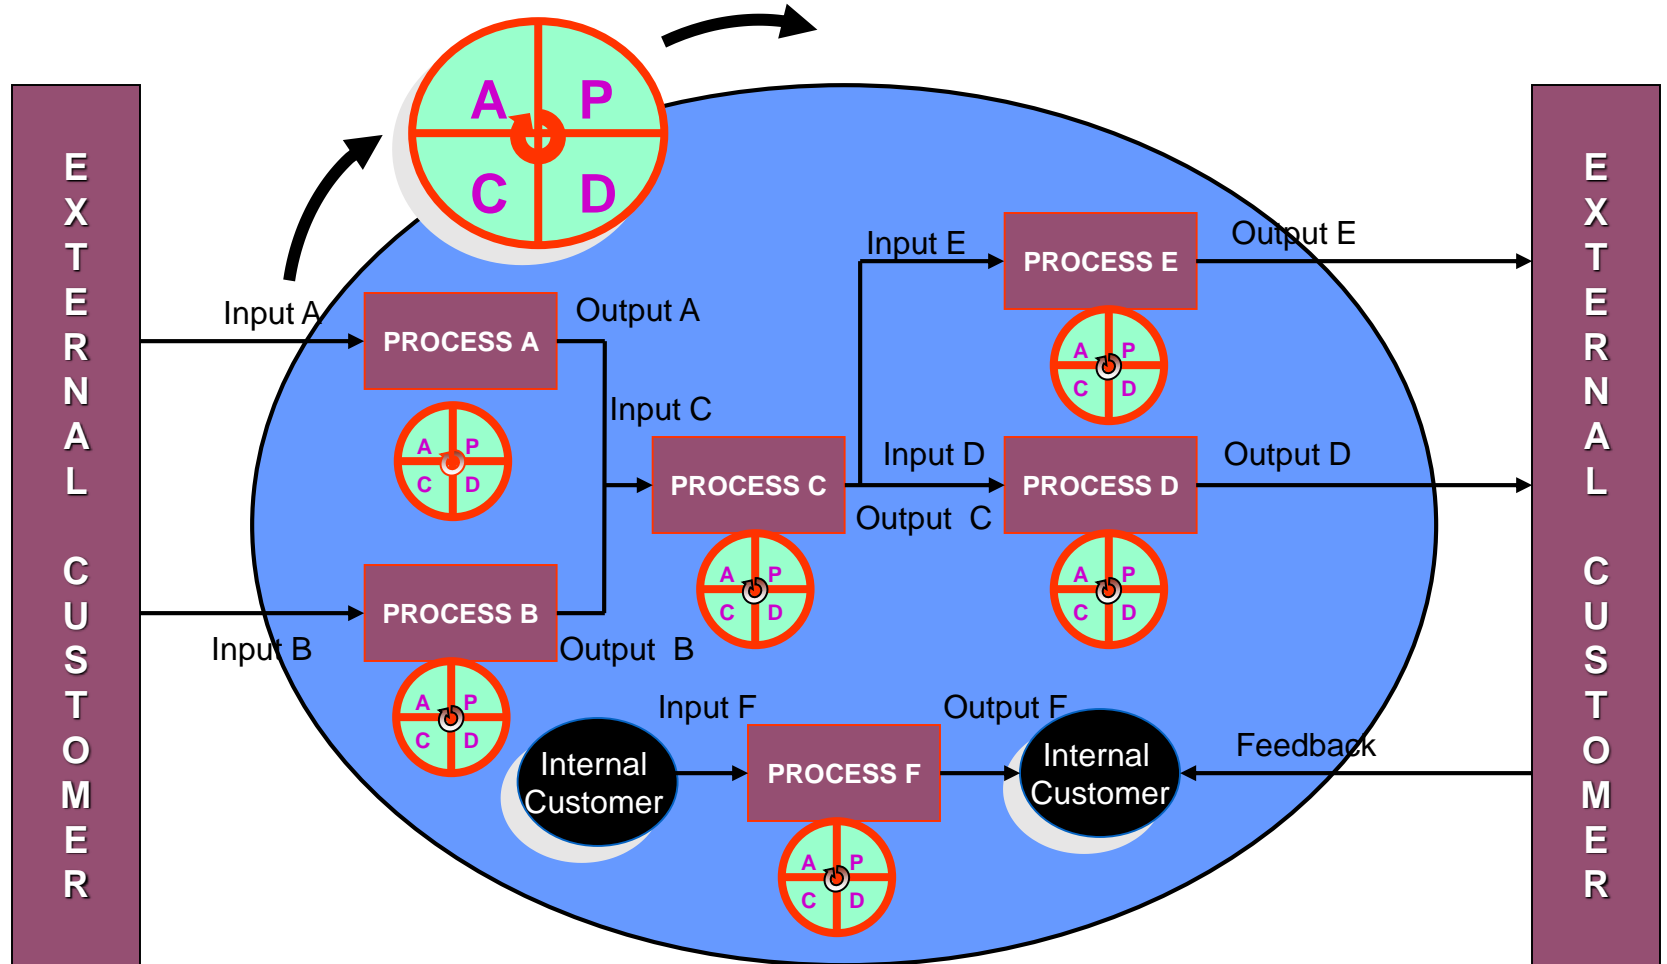 A P
C D
EXTERNAL CUSTOMER
EXTERNAL CUSTOMER
Input E
PROCESS E
Output E
Input A
PROCESS A
Output A
A P
C D
A P
C D
Input C
PROCESS C
Output C
Input D
PROCESS D
Output D
A P
C D
A P
C D
Input B
PROCESS B
Output B
A P
C D
Internal
Customer
Input F
PROCESS F
Output F
Internal
Customer
Feedback
A P
C D